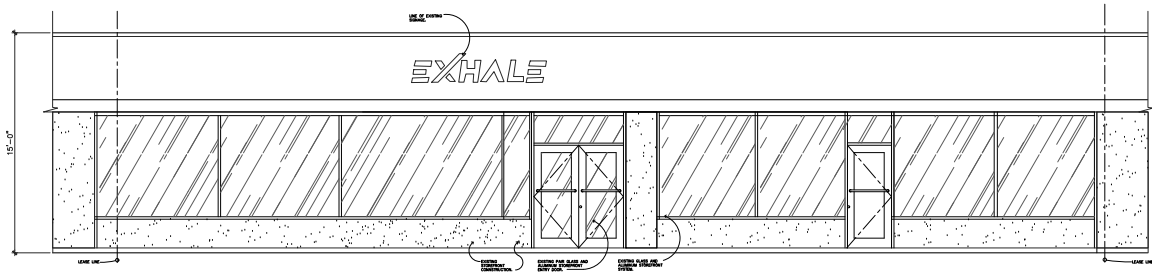 LINE OF EXISTING
SIGNAGE.
EXHALE
15'-0"
LEASE LINE
EXISTING
STOREFRONT
CONSTRUCTION.
EXISTING PAIR GLASS AND
ALUMINUM STOREFRONT
ENTRY DOOR.
EXISTING GLASS AND
ALUMINUM STOREFRONT
SYSTEM.
LEASE LINE